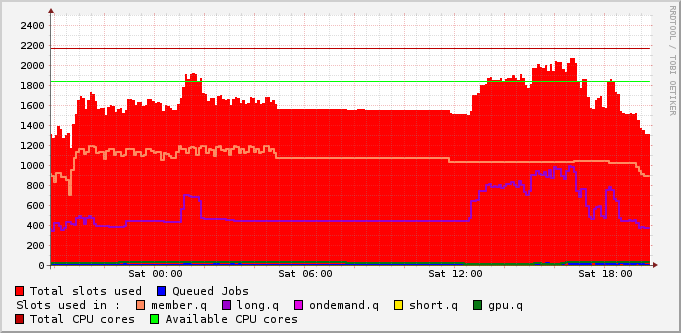 RRDTOOL / TOBI OETIKER
2400
2200
2000
1800
1600
1400
1200
1000
800
600
400
200
0
Sat 00:00 Sat 06:00 Sat 12:00 Sat 18:00
Total slots used Queued Jobs
Slots used in : member.q long.q ondemand.q short.q gpu.q
Total CPU cores Available CPU cores